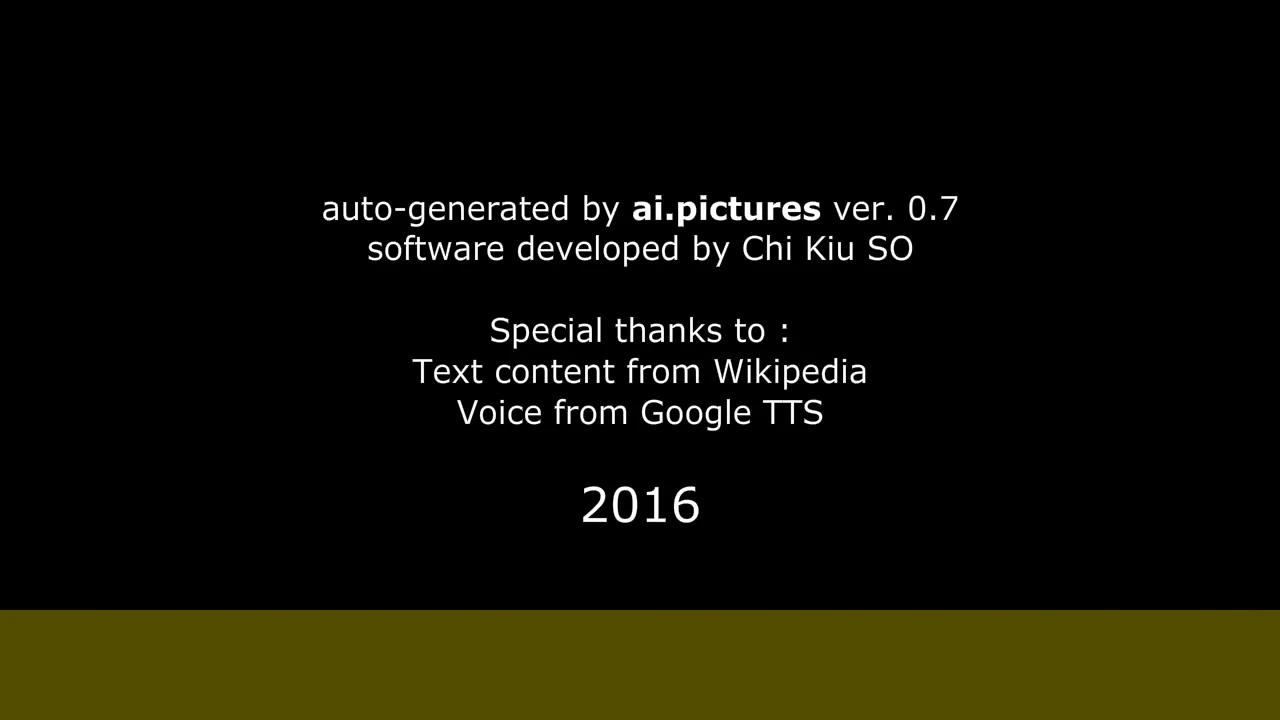 auto-generated by ai.pictures ver. 0.7
software developed by Chi Kiu SO
Special thanks to :
Text content from Wikipedia
Voice from Google TTS
2016